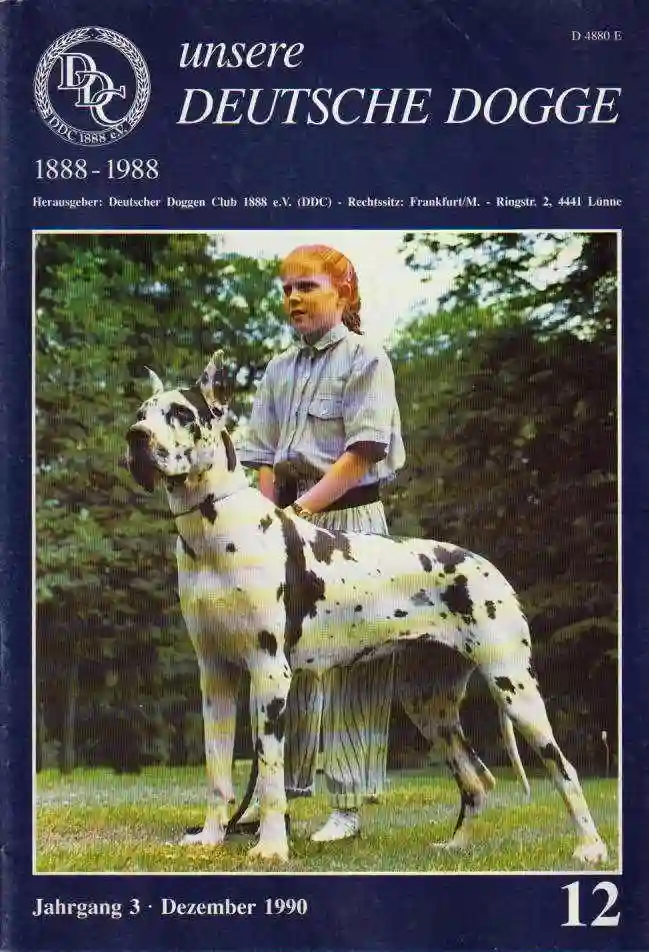 D 4880 E
unsere
DEUTSCHE DOGGE
DDC
DDC 1888 e.V.
1888-1988
Herausgeber: Deutscher Doggen Club 1888 e.V. (DDC) - Rechtssitz: Frankfurt/M. - Ringstr. 2, 4441 Lünne
Jahrgang 3 · Dezember 1990
12